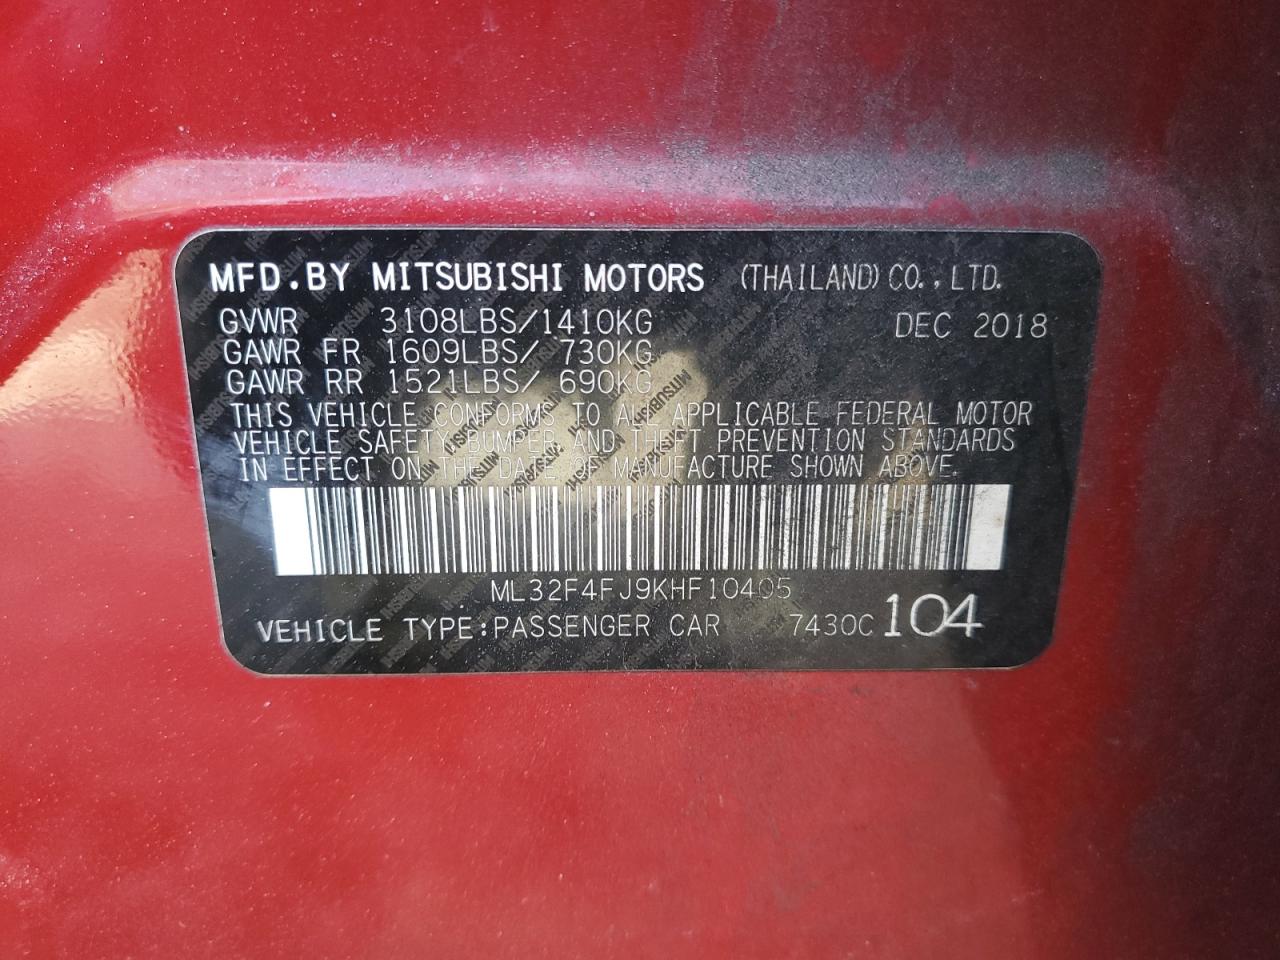 MFD.BY MITSUBISHI MOTORS (THAILAND) CO., LTD.
GVWR 3108LBS/1410KG DEC 2018
GAWR FR 1609LBS/ 730KG
GAWR RR 1521LBS/ 690KG
THIS VEHICLE CONFORMS TO ALL APPLICABLE FEDERAL MOTOR
VEHICLE SAFETY, BUMPER, AND THEFT PREVENTION STANDARDS
IN EFFECT ON THE DATE OF MANUFACTURE SHOWN ABOVE.
ML32F4FJ9KHF10405
VEHICLE TYPE:PASSENGER CAR 7430C 104